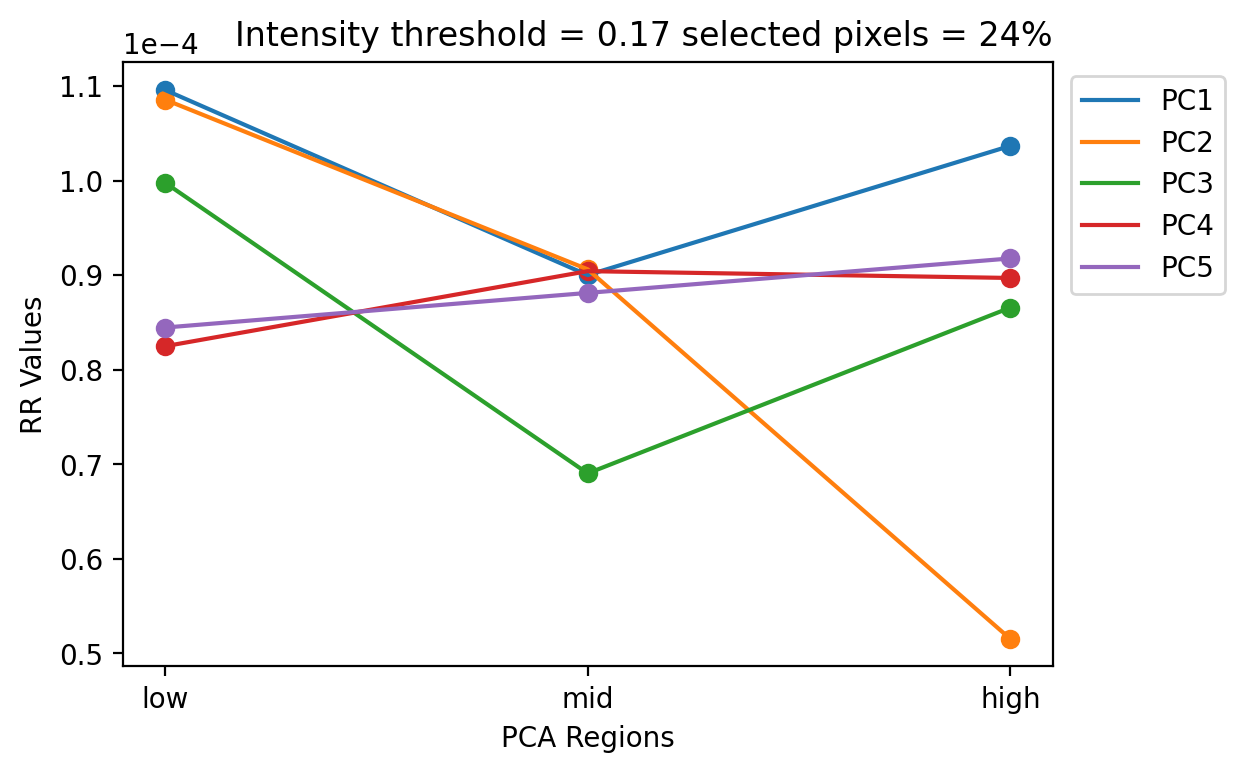 Intensity threshold = 0.17 selected pixels = 24%
1e−4
1.1
1.0
0.9
0.8
0.7
0.6
0.5
RR Values
low mid high
PCA Regions
PC1
PC2
PC3
PC4
PC5